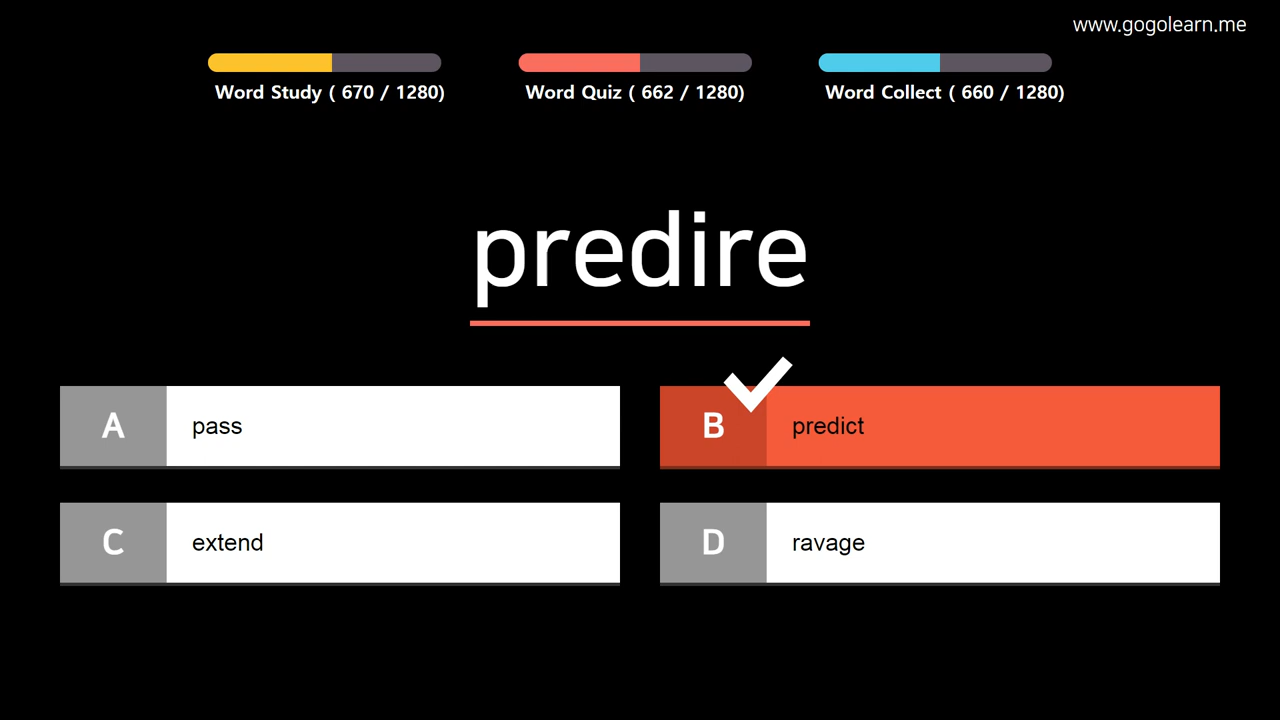 www.gogolearn.me
Word Study ( 670 / 1280)
Word Quiz ( 662 / 1280)
Word Collect ( 660 / 1280)
predire
A pass
B predict
C extend
D ravage